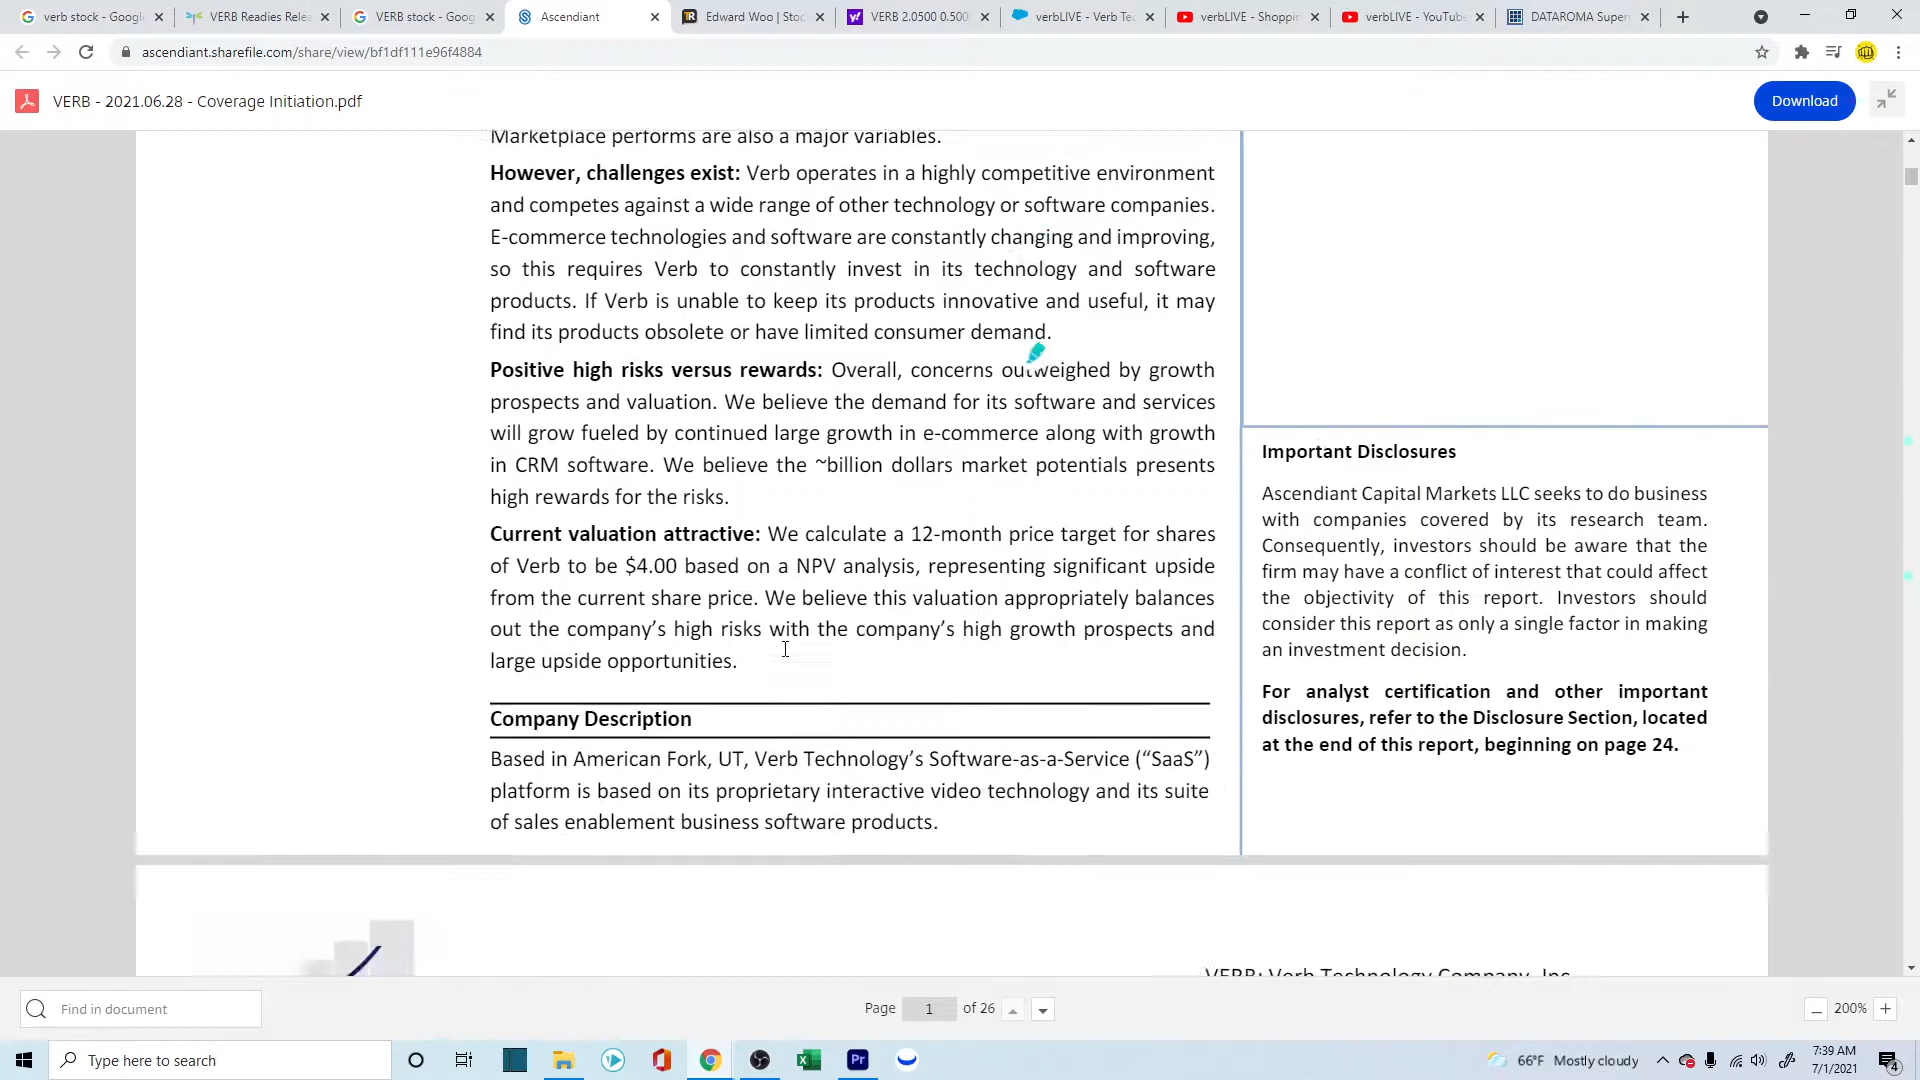 verb stock - Google
VERB Readies Relea
VERB stock - Goog
Ascendiant
Edward Woo | Stoc
VERB 2.0500 0.500
verbLIVE - Verb Tec
verbLIVE - Shoppin
verbLIVE - YouTube
DATAROMA Superi
ascendiant.sharefile.com/share/view/bf1df111e96f4884
VERB - 2021.06.28 - Coverage Initiation.pdf
Download
Marketplace performs are also a major variables.
However, challenges exist: Verb operates in a highly competitive environment
and competes against a wide range of other technology or software companies.
E-commerce technologies and software are constantly changing and improving,
so this requires Verb to constantly invest in its technology and software
products. If Verb is unable to keep its products innovative and useful, it may
find its products obsolete or have limited consumer demand.
Positive high risks versus rewards: Overall, concerns outweighed by growth
prospects and valuation. We believe the demand for its software and services
will grow fueled by continued large growth in e-commerce along with growth
in CRM software. We believe the ~billion dollars market potentials presents
high rewards for the risks.
Current valuation attractive: We calculate a 12-month price target for shares
of Verb to be $4.00 based on a NPV analysis, representing significant upside
from the current share price. We believe this valuation appropriately balances
out the company's high risks with the company's high growth prospects and
large upside opportunities.
Company Description
Based in American Fork, UT, Verb Technology's Software-as-a-Service ("SaaS")
platform is based on its proprietary interactive video technology and its suite
of sales enablement business software products.
Important Disclosures
Ascendiant Capital Markets LLC seeks to do business
with companies covered by its research team.
Consequently, investors should be aware that the
firm may have a conflict of interest that could affect
the objectivity of this report. Investors should
consider this report as only a single factor in making
an investment decision.
For analyst certification and other important
disclosures, refer to the Disclosure Section, located
at the end of this report, beginning on page 24.
VERB: Verb Technology Company, Inc.
Find in document
Page 1 of 26
200%
Type here to search
66°F Mostly cloudy
7:39 AM
7/1/2021
4